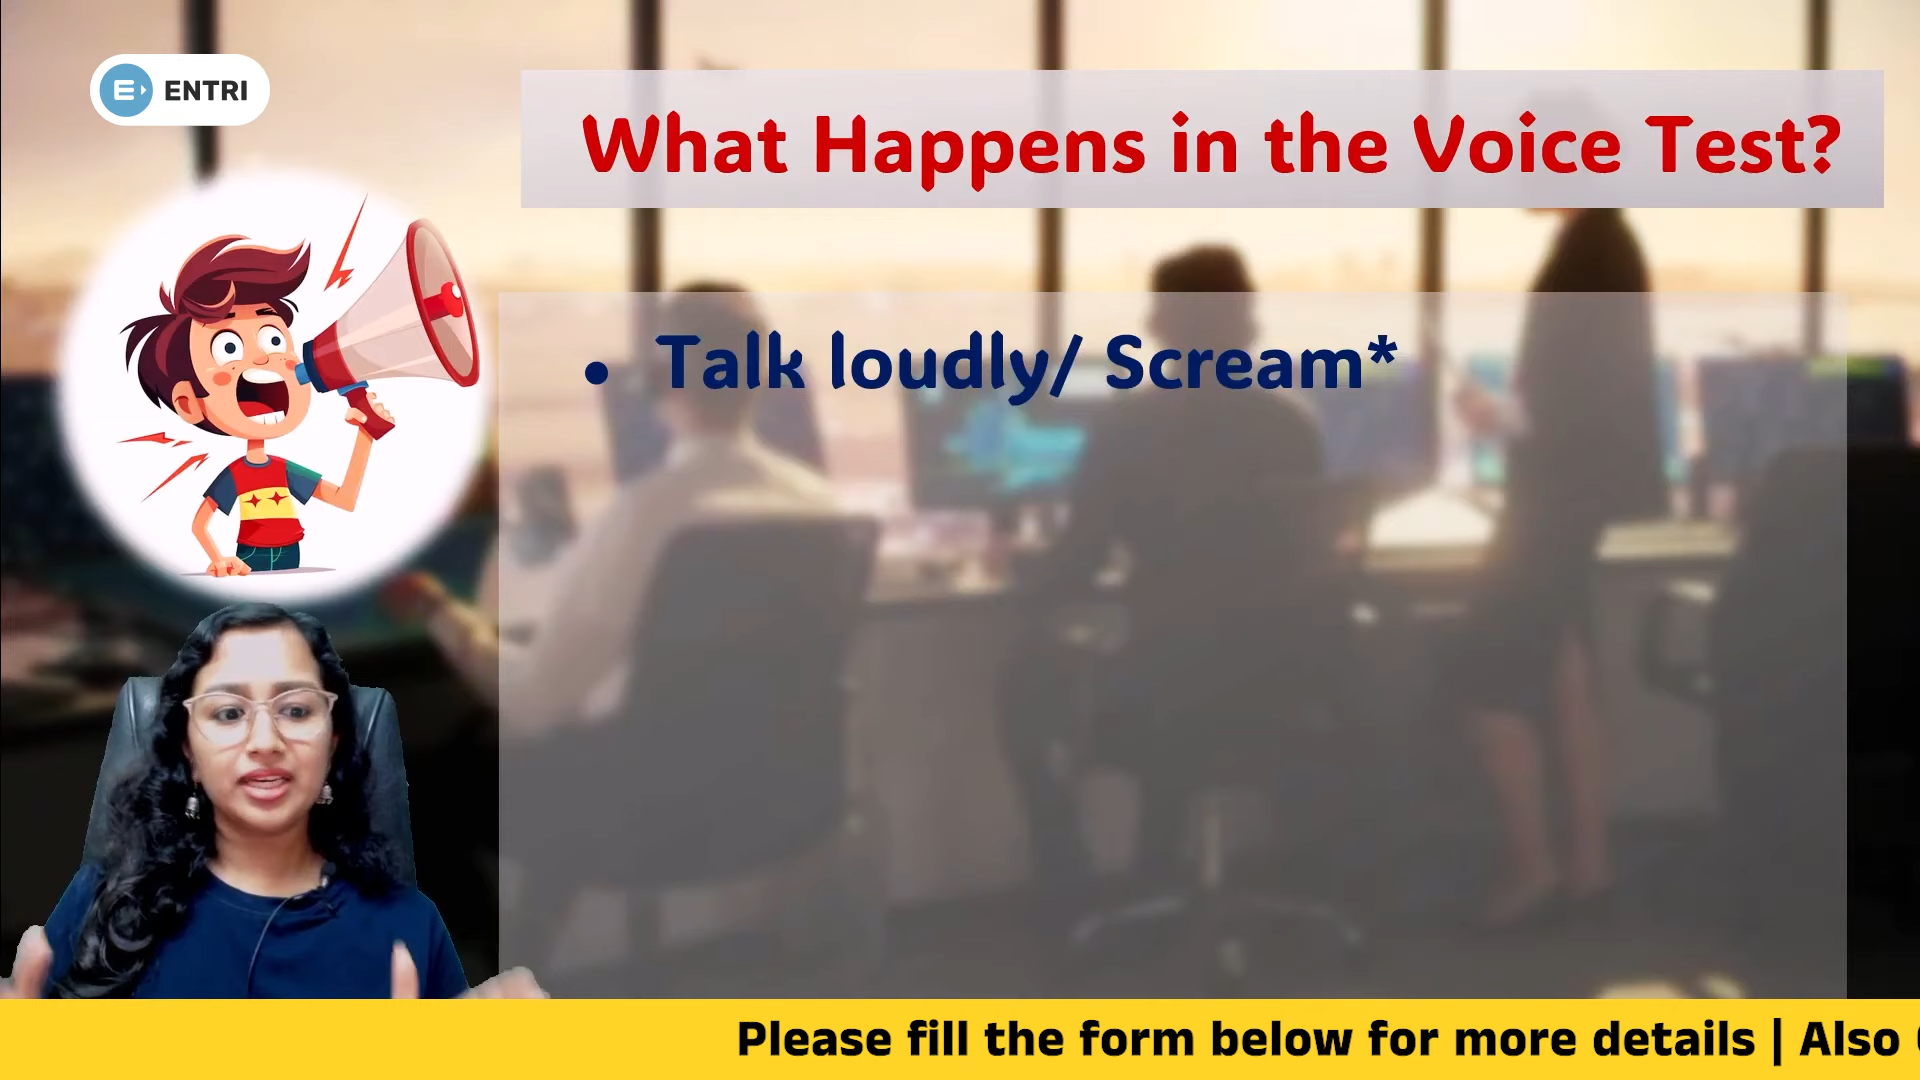 ENTRI
What Happens in the Voice Test?
• Talk loudly/ Scream*
Please fill the form below for more details | Also